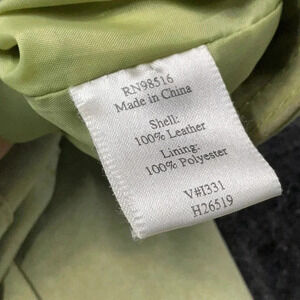 RN98516
Made in China
Shell:
100% Leather
Lining:
100% Polyester
V#I331
H26519